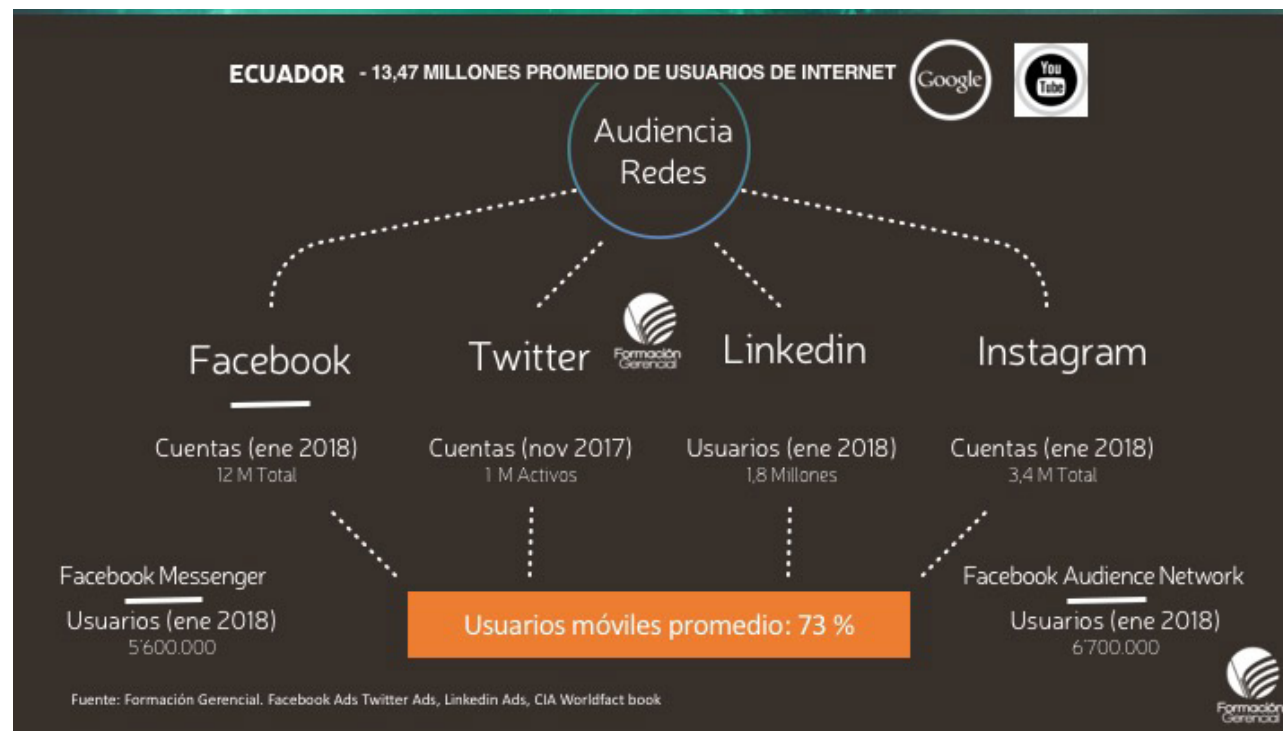 ECUADOR - 13,47 MILLONES PROMEDIO DE USUARIOS DE INTERNET
Google
You
Tube
Audiencia
Redes
Formación
Gerencial
Facebook
Twitter
Linkedin
Instagram
Cuentas (ene 2018)
12 M Total
Cuentas (nov 2017)
1 M Activos
Usuarios (ene 2018)
1,8 Millones
Cuentas (ene 2018)
3,4 M Total
Facebook Messenger
Usuarios (ene 2018)
5'600.000
Usuarios móviles promedio: 73 %
Facebook Audience Network
Usuarios (ene 2018)
6'700.000
Fuente: Formación Gerencial. Facebook Ads Twitter Ads, Linkedin Ads, CIA Worldfact book
Formación
Gerencial